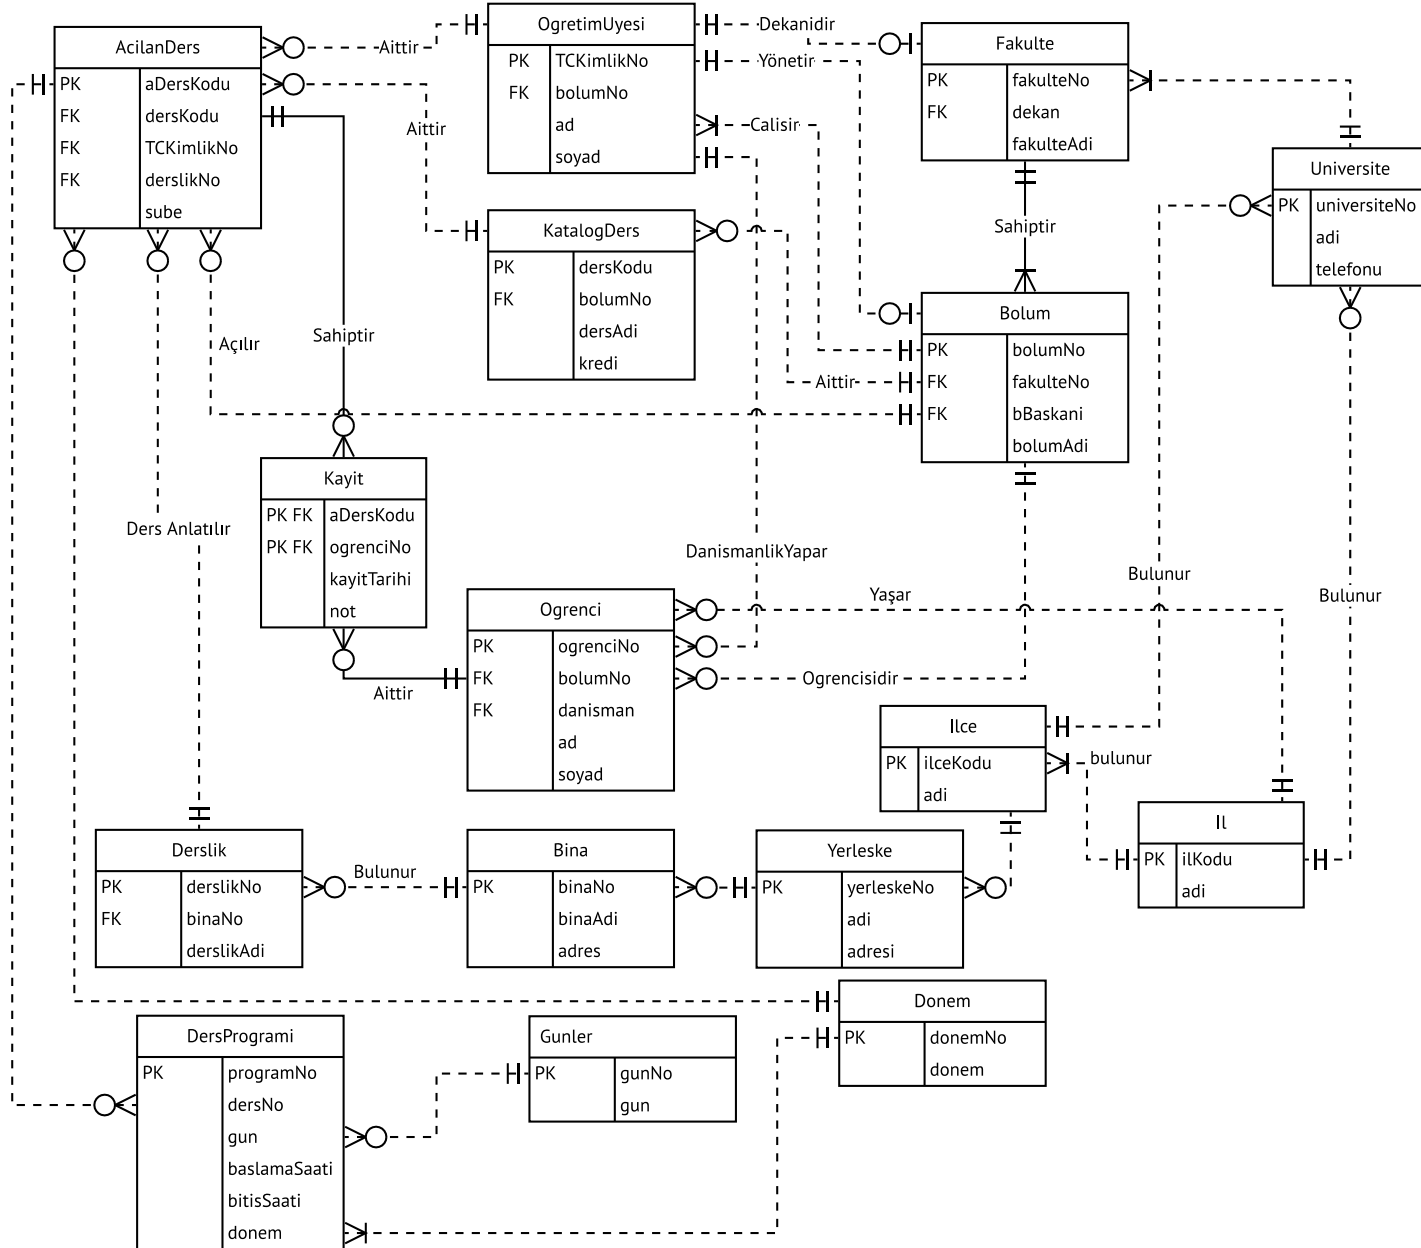 AcilanDers
PK aDersKodu
FK dersKodu
FK TCKimlikNo
FK derslikNo
sube
Aittir
OgretimUyesi
PK TCKimlikNo
FK bolumNo
ad
soyad
Dekanidir
Yönetir
Calisir
Fakulte
PK fakulteNo
FK dekan
fakulteAdi
Universite
PK universiteNo
adi
telefonu
Aittir
KatalogDers
PK dersKodu
FK bolumNo
dersAdi
kredi
Sahiptir
Bolum
PK bolumNo
FK fakulteNo
FK bBaskani
bolumAdi
Aittir
Açılır
Sahiptir
Kayit
PK FK aDersKodu
PK FK ogrenciNo
kayitTarihi
not
Ders Anlatılır
DanismanlikYapar
Bulunur
Bulunur
Yaşar
Ogrenci
PK ogrenciNo
FK bolumNo
FK danisman
ad
soyad
Ogrencisidir
Aittir
Ilce
PK ilceKodu
adi
bulunur
Il
PK ilKodu
adi
Derslik
PK derslikNo
FK binaNo
derslikAdi
Bulunur
Bina
PK binaNo
binaAdi
adres
Yerleske
PK yerleskeNo
adi
adresi
Donem
PK donemNo
donem
DersProgrami
PK programNo
dersNo
gun
baslamaSaati
bitisSaati
donem
Gunler
PK gunNo
gun